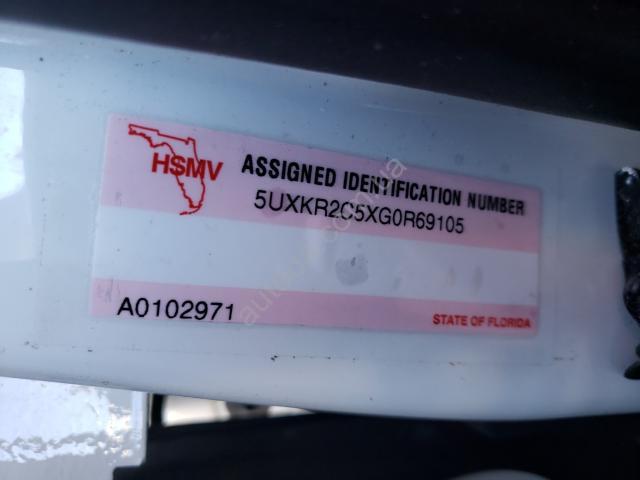 HSMV
ASSIGNED IDENTIFICATION NUMBER
5UXKR2C5XG0R69105
A0102971
STATE OF FLORIDA